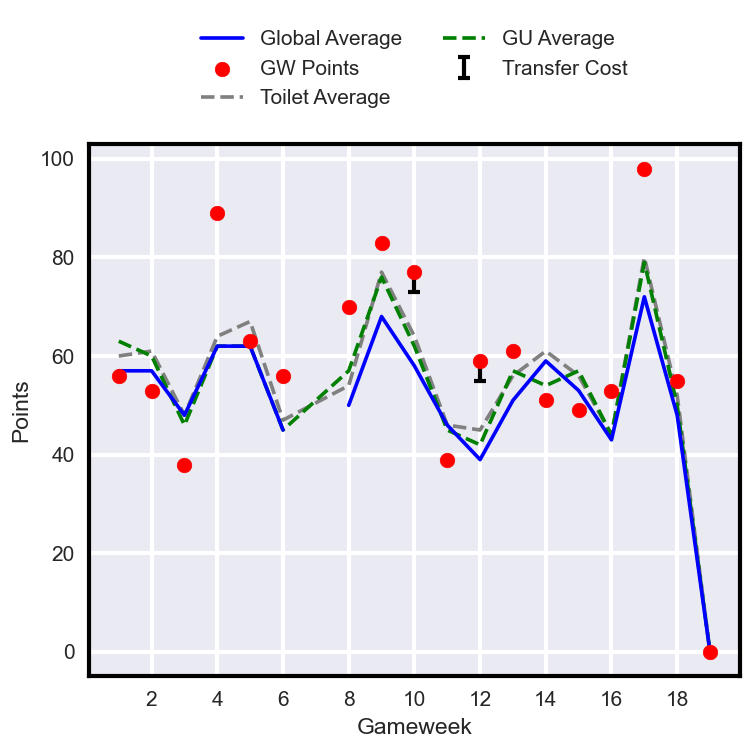 Global Average
GW Points
Toilet Average
GU Average
Transfer Cost
100
80
60
40
20
0
Points
2 4 6 8 10 12 14 16 18
Gameweek